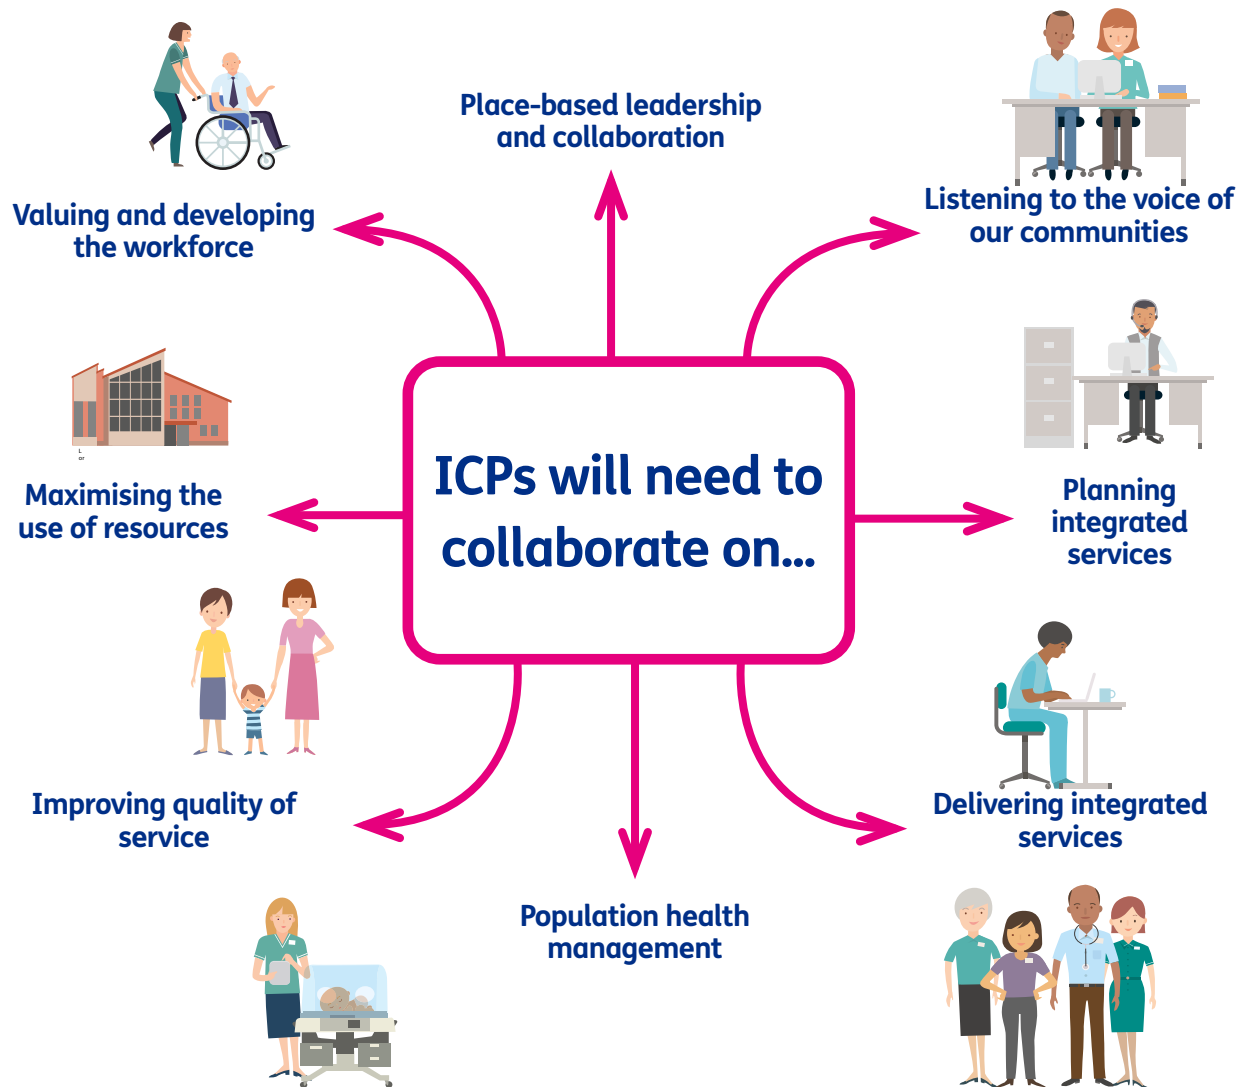 Place-based leadership
and collaboration
Valuing and developing
the workforce
Listening to the voice of
our communities
Maximising the
use of resources
L
or
ICPs will need to
collaborate on...
Planning
integrated
services
Improving quality of
service
Delivering integrated
services
Population health
management